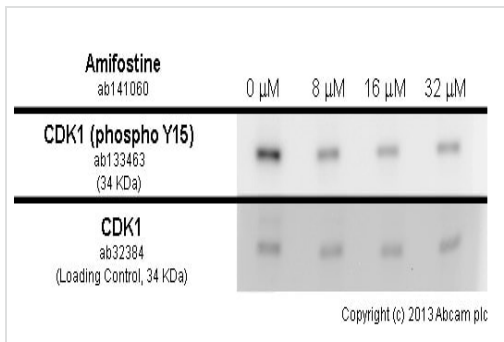 Amifostine
ab141060
0 µM 8 µM 16 µM 32 µM
CDK1 (phospho Y15)
ab133463
(34 KDa)
CDK1
ab32384
(Loading Control, 34 KDa)
Copyright (c) 2013 Abcam plc